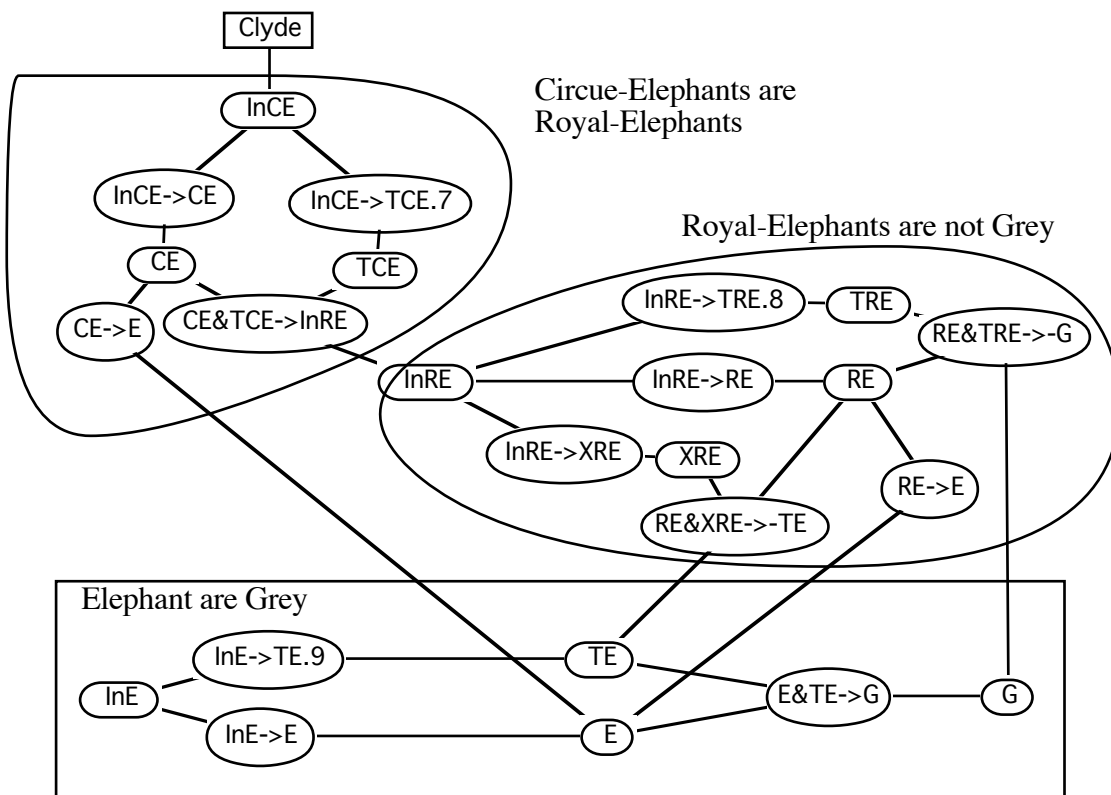 Clyde
InCE
Circue-Elephants are
Royal-Elephants
InCE->CE
InCE->TCE.7
Royal-Elephants are not Grey
CE
TCE
InRE->TRE.8
TRE
CE->E
CE&TCE->InRE
RE&TRE->-G
InRE
InRE->RE
RE
InRE->XRE
XRE
RE->E
RE&XRE->-TE
Elephant are Grey
InE->TE.9
TE
InE
E&TE->G
G
InE->E
E